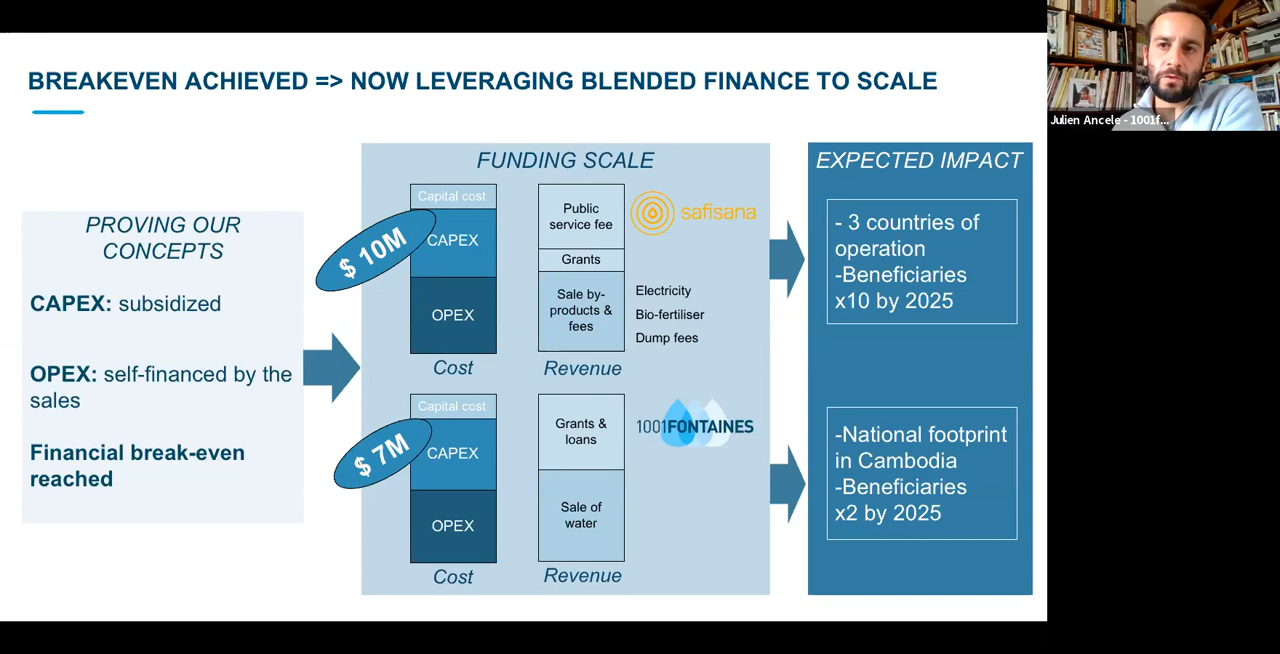 BREAKEVEN ACHIEVED => NOW LEVERAGING BLENDED FINANCE TO SCALE
Julien Ancele - 1001f...
PROVING OUR
CONCEPTS
CAPEX: subsidized
OPEX: self-financed by the
sales
Financial break-even
reached
FUNDING SCALE
Capital cost
CAPEX
$ 10M
OPEX
Cost
Public
service fee
Grants
Sale by-
products &
fees
Revenue
safisana
Electricity
Bio-fertiliser
Dump fees
Capital cost
CAPEX
$ 7M
OPEX
Cost
Grants &
loans
Sale of
water
Revenue
1001FONTAINES
EXPECTED IMPACT
- 3 countries of
operation
-Beneficiaries
x10 by 2025
-National footprint
in Cambodia
-Beneficiaries
x2 by 2025